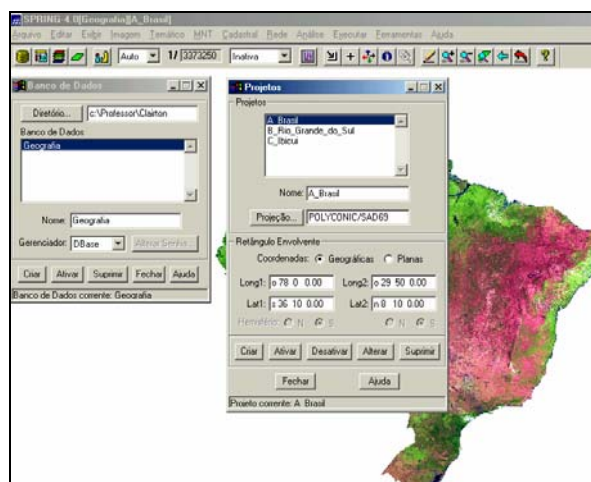 SPRING-4.0[Geografia][A_Brasil]
Arquivo Editar Exibir Imagem Temático MNT Cadastral Rede Análise Executar Ferramentas Ajuda
Auto 1/ 3373250 Inativa
Banco de Dados
Diretório... c:\Professor\Clairton
Banco de Dados
Geografia
Nome: Geografia
Gerenciador: DBase Alterar Senha...
Criar Ativar Suprimir Fechar Ajuda
Banco de Dados corrente: Geografia
Projetos
Projetos
A_Brasil
B_Rio_Grande_do_Sul
C_Ibicui
Nome: A_Brasil
Projeção... POLYCONIC/SAD69
Retângulo Envolvente
Coordenadas: Geográficas Planas
Long1: o 78 0 0.00 Long2: o 29 50 0.00
Lat1: s 36 10 0.00 Lat2: n 8 10 0.00
Hemisfério: N S N S
Criar Ativar Desativar Alterar Suprimir
Fechar Ajuda
Projeto corrente: A_Brasil